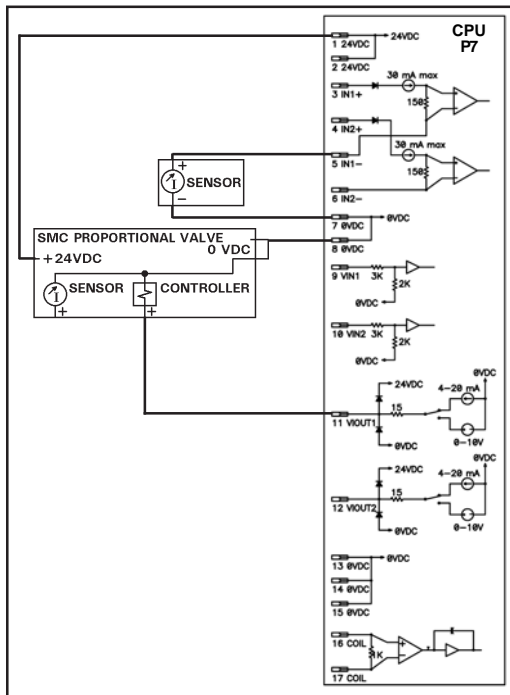 CPU
P7
1 24VDC
24VDC
2 24VDC
30 mA max
3 IN1+
150
4 IN2+
30 mA max
5 IN1-
150
6 IN2-
+
I SENSOR
−
7 0VDC
0VDC
8 0VDC
SMC PROPORTIONAL VALVE
0 VDC
+24VDC
SENSOR
I
+
CONTROLLER
+
9 VIN1
3K
2K
0VDC
10 VIN2
3K
2K
0VDC
24VDC
0VDC
4-20 mA
15
11 VIOUT1
0VDC
0-10V
24VDC
0VDC
4-20 mA
15
12 VIOUT2
0VDC
0-10V
13 0VDC
0VDC
14 0VDC
15 0VDC
16 COIL
1K
+
−
17 COIL